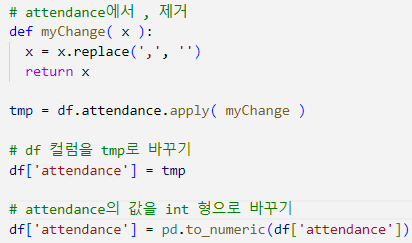 # attendance에서 , 제거
def myChange( x ):
  x = x.replace(',', '')
  return x

tmp = df.attendance.apply( myChange )

# df 컬럼을 tmp로 바꾸기
df['attendance'] = tmp

# attendance의 값을 int 형으로 바꾸기
df['attendance'] = pd.to_numeric(df['attendance'])